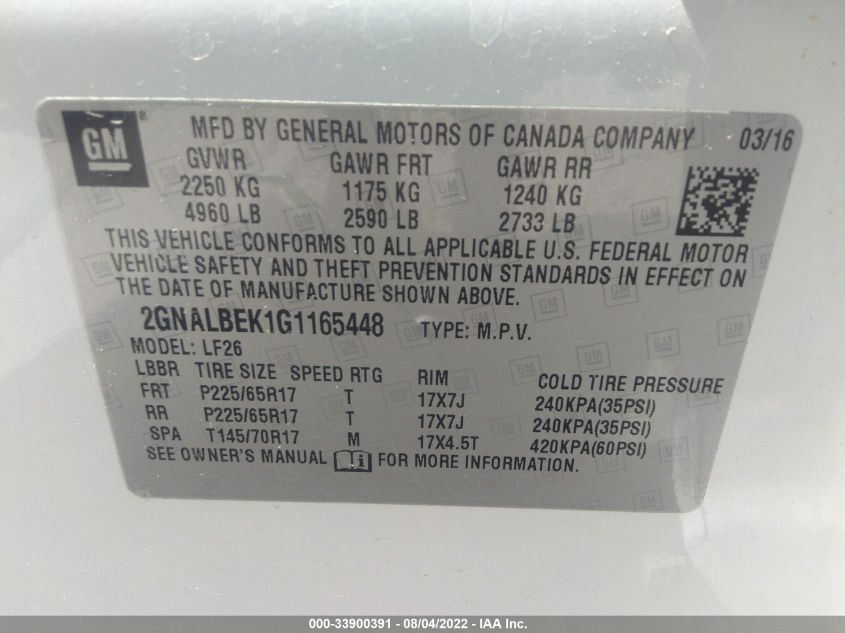 GM ® MFD BY GENERAL MOTORS OF CANADA COMPANY 03/16
GVWR GAWR FRT GAWR RR
2250 KG 1175 KG 1240 KG
4960 LB 2590 LB 2733 LB
THIS VEHICLE CONFORMS TO ALL APPLICABLE U.S. FEDERAL MOTOR
VEHICLE SAFETY AND THEFT PREVENTION STANDARDS IN EFFECT ON
THE DATE OF MANUFACTURE SHOWN ABOVE.
2GNALBEK1G1165448 TYPE: M.P.V.
MODEL: LF26
LBBR TIRE SIZE SPEED RTG RIM COLD TIRE PRESSURE
FRT P225/65R17 T 17X7J 240KPA(35PSI)
RR P225/65R17 T 17X7J 240KPA(35PSI)
SPA T145/70R17 M 17X4.5T 420KPA(60PSI)
SEE OWNER'S MANUAL FOR MORE INFORMATION.
000-33900391 - 08/04/2022 - IAA Inc.